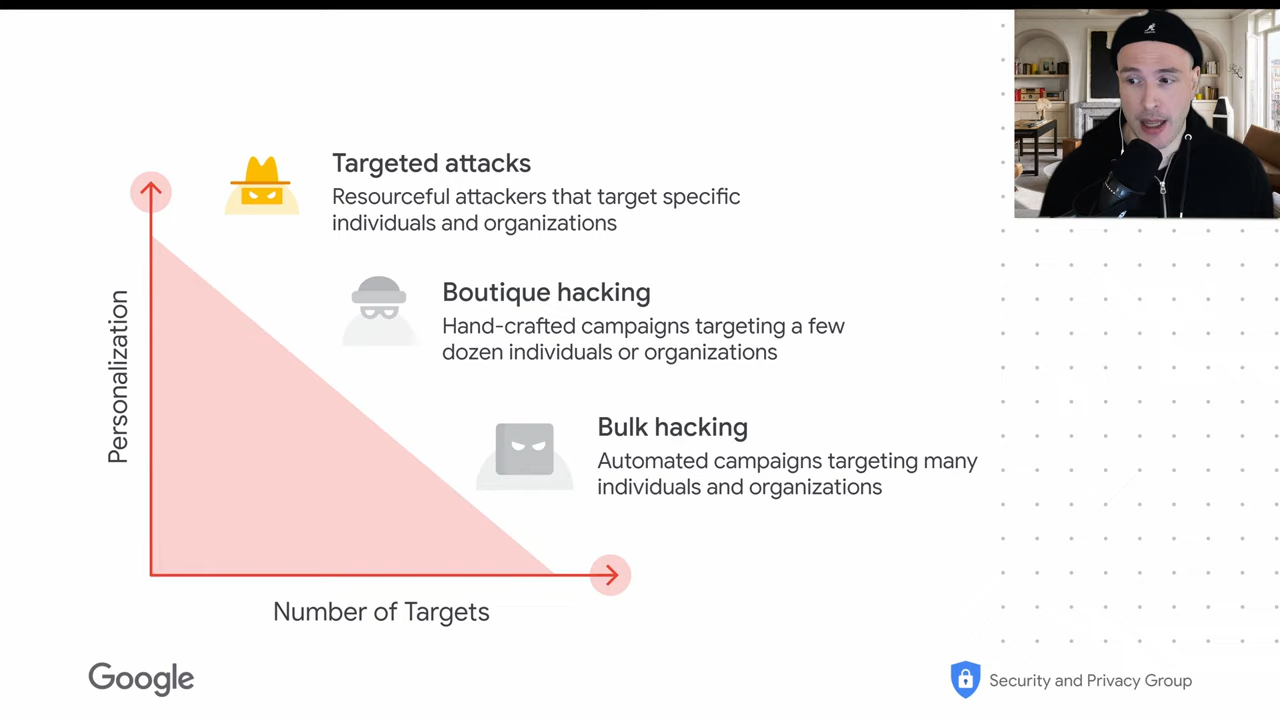 Targeted attacks
Resourceful attackers that target specific
individuals and organizations
Boutique hacking
Hand-crafted campaigns targeting a few
dozen individuals or organizations
Bulk hacking
Automated campaigns targeting many
individuals and organizations
Personalization
Number of Targets
Google
Security and Privacy Group